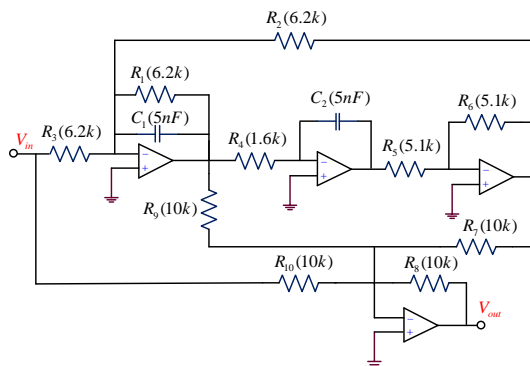 R2(6.2k)
R1(6.2k)
C1(5nF)
C2(5nF)
R6(5.1k)
Vin
R3(6.2k)
R4(1.6k)
R5(5.1k)
−
+
−
+
−
+
R9(10k)
R7(10k)
R10(10k)
R8(10k)
−
+
Vout